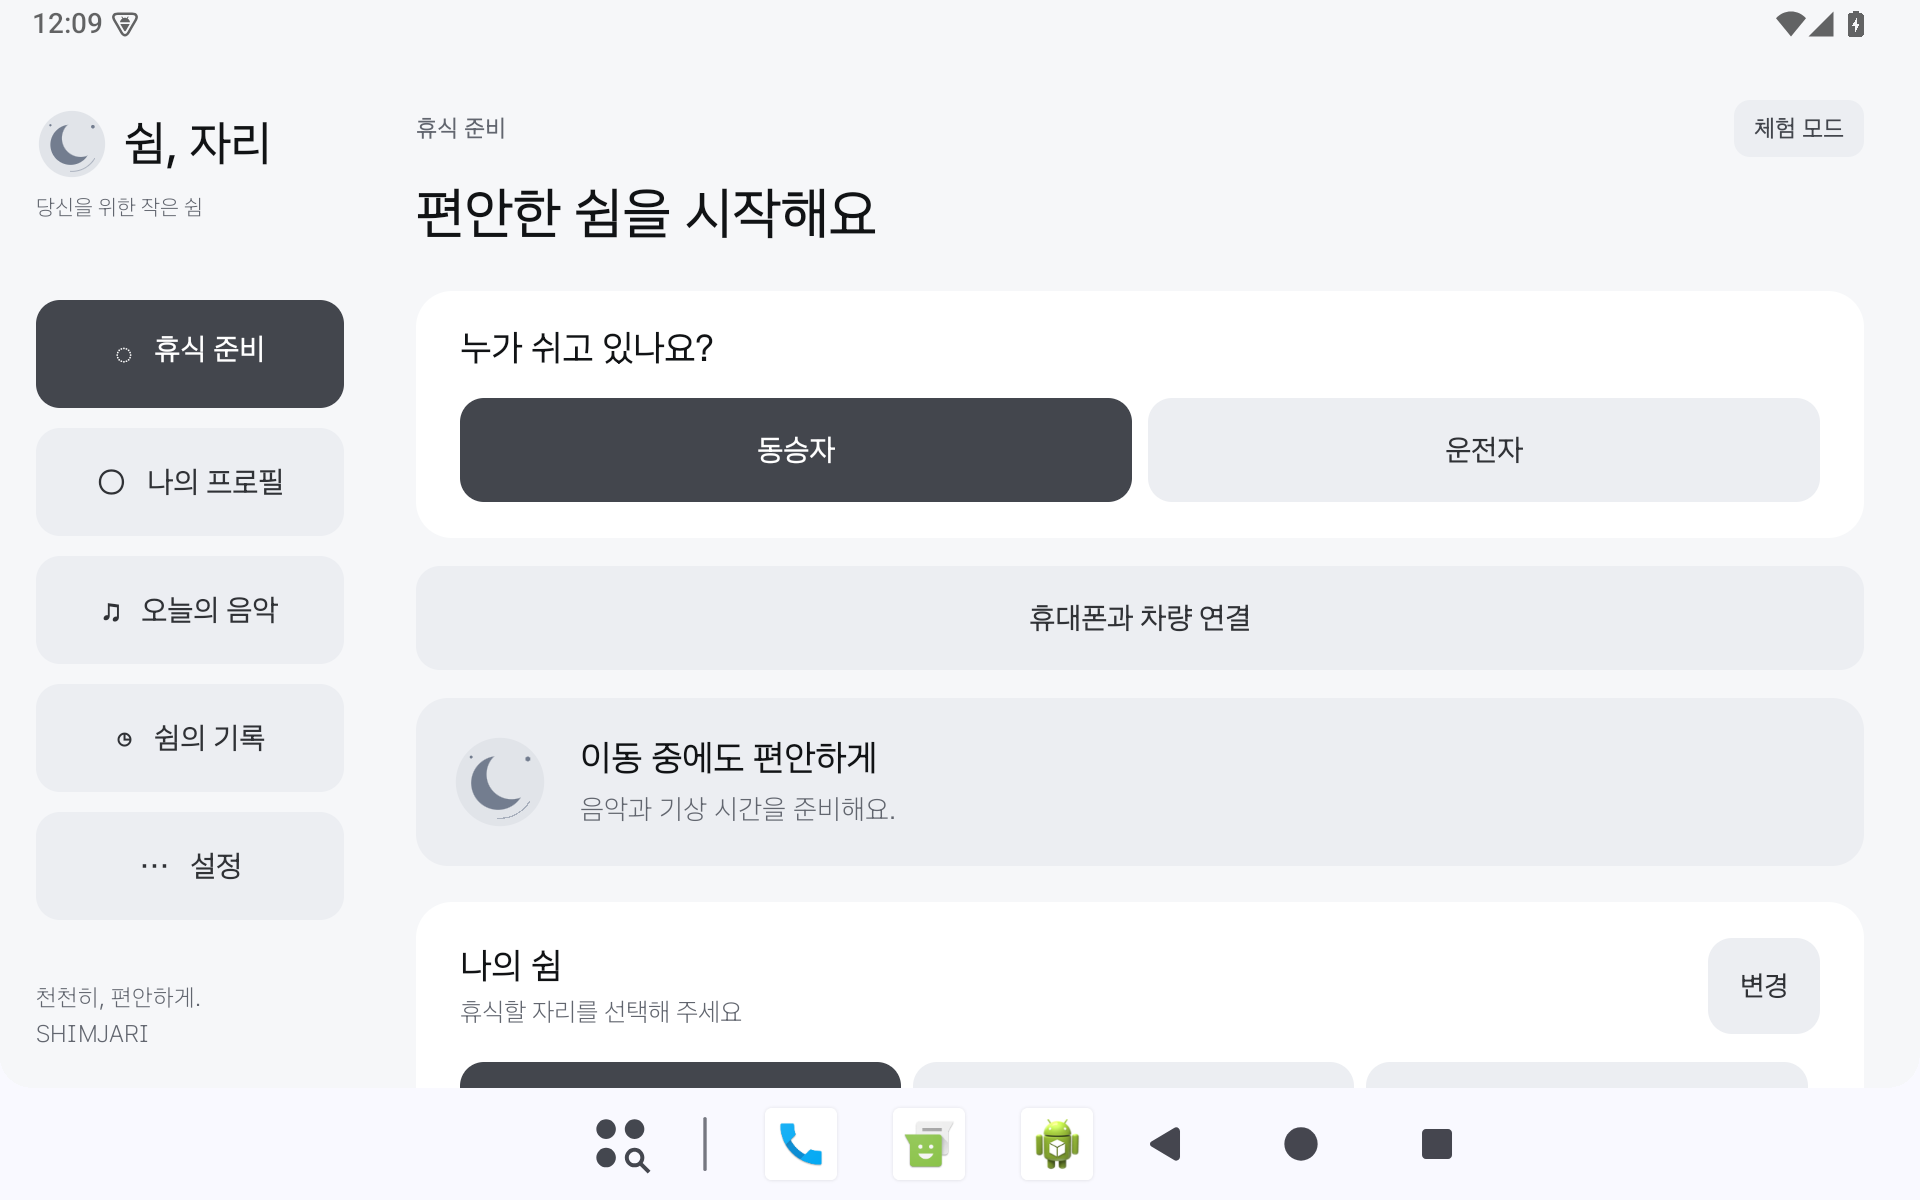 12:09
쉼, 자리
당신을 위한 작은 쉼
휴식 준비
나의 프로필
오늘의 음악
쉼의 기록
설정
천천히, 편안하게.
SHIMJARI
휴식 준비
체험 모드
편안한 쉼을 시작해요
누가 쉬고 있나요?
동승자
운전자
휴대폰과 차량 연결
이동 중에도 편안하게
음악과 기상 시간을 준비해요.
나의 쉼
휴식할 자리를 선택해 주세요
변경